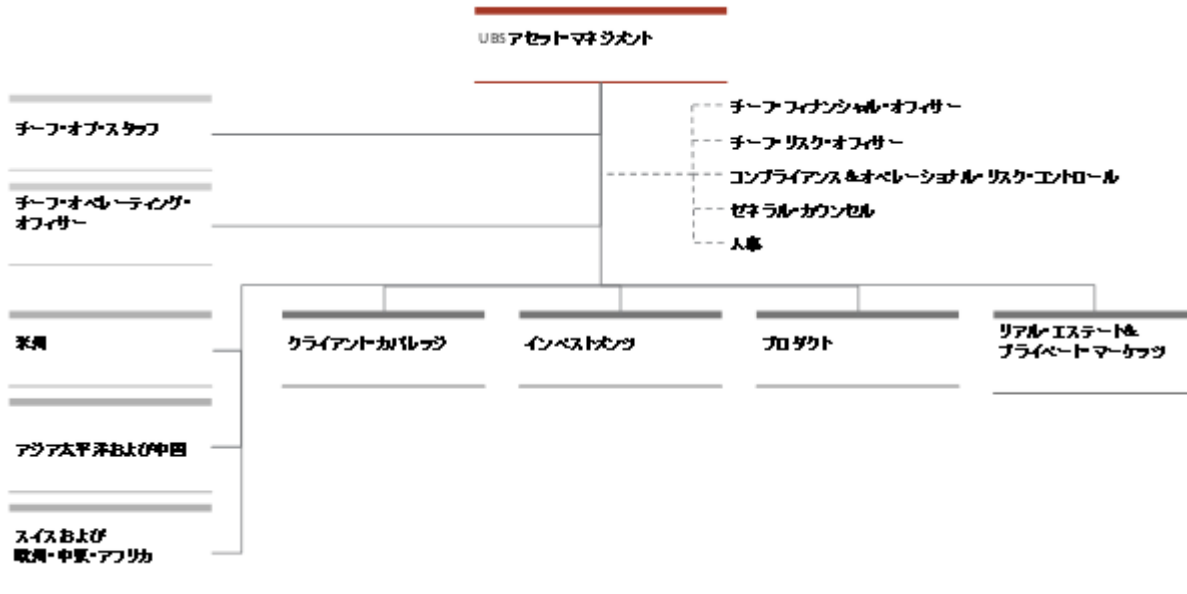 UBSアセット・マネジメント
チーフ・オブ・スタッフ
チーフ・オペレーティング・
オフィサー
チーフ・フィナンシャル・オフィサー
チーフ・リスク・オフィサー
コンプライアンス&オペレーショナル・リスク・コントロール
ゼネラル・カウンセル
人事
米州
アジア太平洋および中国
スイスおよび
欧州・中東・アフリカ
クライアント・カバレッジ
インベストメンツ
プロダクト
リアル・エステート&
プライベート・マーケッツ